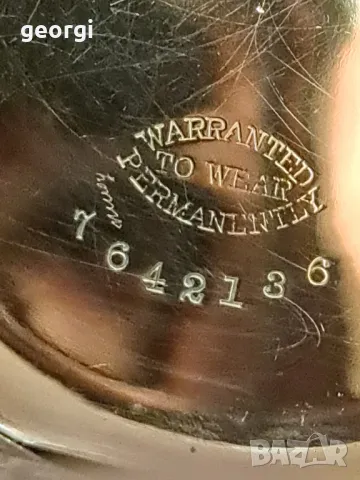 georgi
WARRANTED
TO WEAR
PERMANENTLY
7642136
BAZAR